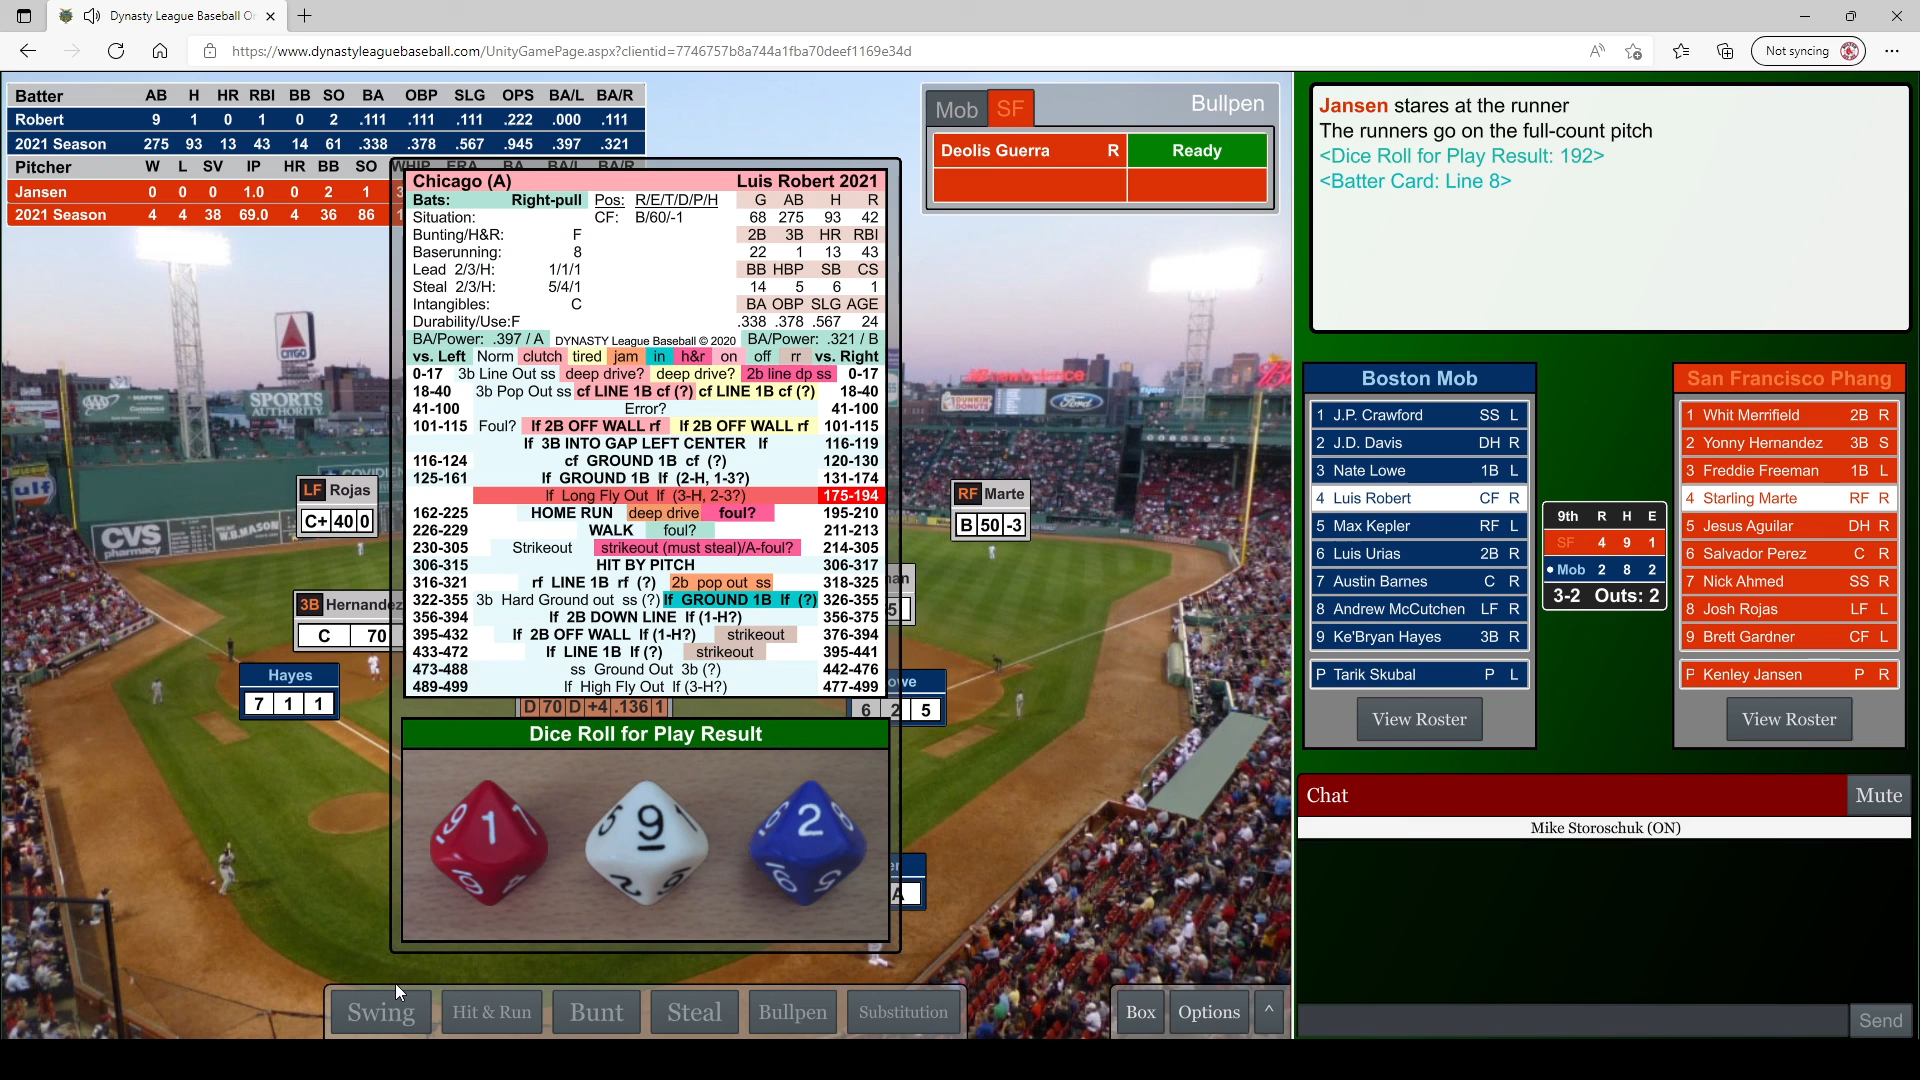 Dynasty League Baseball O
https://www.dynastyleaguebaseball.com/UnityGamePage.aspx?clientid=7746757b8a744a1fba70deef1169e34d
Not syncing
Batter AB H HR RBI BB SO BA OBP SLG OPS BA/L BA/R
Robert 9 1 0 1 0 2 .111 .111 .111 .222 .000 .111
2021 Season 275 93 13 43 14 61 .338 .378 .567 .945 .397 .321
Pitcher W L SV IP HR BB SO WHIP ERA BA BA/L BA/R
Jansen 0 0 0 1.0 0 2 1 3
2021 Season 4 4 38 69.0 4 36 86 1
Mob SF Bullpen
Deolis Guerra R Ready
Chicago (A) Luis Robert 2021
Bats: Right-pull Pos: R/E/T/D/P/H G AB H R
Situation: CF: B/60/-1 68 275 93 42
Bunting/H&R: F 2B 3B HR RBI
Baserunning: 8 22 1 13 43
Lead 2/3/H: 1/1/1 BB HBP SB CS
Steal 2/3/H: 5/4/1 14 5 6 1
Intangibles: C BA OBP SLG AGE
Durability/Use:F .338 .378 .567 24
BA/Power: .397 / A DYNASTY League Baseball © 2020 BA/Power: .321 / B
vs. Left Norm clutch tired jam in h&r on off rr vs. Right
0-17 3b Line Out ss deep drive? deep drive? 2b line dp ss 0-17
18-40 3b Pop Out ss cf LINE 1B cf (?) cf LINE 1B cf (?) 18-40
41-100 Error? 41-100
101-115 Foul? lf 2B OFF WALL rf lf 2B OFF WALL rf 101-115
lf 3B INTO GAP LEFT CENTER lf 116-119
116-124 cf GROUND 1B cf (?) 120-130
125-161 lf GROUND 1B lf (2-H, 1-3?) 131-174
lf Long Fly Out lf (3-H, 2-3?) 175-194
162-225 HOME RUN deep drive foul? 195-210
226-229 WALK foul? 211-213
230-305 Strikeout strikeout (must steal)/A-foul? 214-305
306-315 HIT BY PITCH 306-317
316-321 rf LINE 1B rf (?) 2b pop out ss 318-325
322-355 3b Hard Ground out ss (?) lf GROUND 1B lf (?) 326-355
356-394 lf 2B DOWN LINE lf (1-H?) 356-375
395-432 lf 2B OFF WALL lf (1-H?) strikeout 376-394
433-472 lf LINE 1B lf (?) strikeout 395-441
473-488 ss Ground Out 3b (?) 442-476
489-499 lf High Fly Out lf (3-H?) 477-499
D 70 D +4 .136 1
Dice Roll for Play Result
1 9 2
LF Rojas
C+ 40 0
RF Marte
B 50 -3
3B Hernandez
C 70
Hayes
7 1 1
owe
6 2 5
A
CITGO
SPORTS AUTHORITY
CVS pharmacy
W.B.MASON
Gulf
new balance
DUNKIN' DONUTS
Ford
Swing Hit & Run Bunt Steal Bullpen Substitution
Box Options ^
Jansen stares at the runner
The runners go on the full-count pitch
<Dice Roll for Play Result: 192>
<Batter Card: Line 8>
Boston Mob
1 J.P. Crawford SS L
2 J.D. Davis DH R
3 Nate Lowe 1B L
4 Luis Robert CF R
5 Max Kepler RF L
6 Luis Urias 2B R
7 Austin Barnes C R
8 Andrew McCutchen LF R
9 Ke'Bryan Hayes 3B R
P Tarik Skubal P L
View Roster
9th R H E
SF 4 9 1
Mob 2 8 2
3-2 Outs: 2
San Francisco Phang
1 Whit Merrifield 2B R
2 Yonny Hernandez 3B S
3 Freddie Freeman 1B L
4 Starling Marte RF R
5 Jesus Aguilar DH R
6 Salvador Perez C R
7 Nick Ahmed SS R
8 Josh Rojas LF L
9 Brett Gardner CF L
P Kenley Jansen P R
View Roster
Chat Mute
Mike Storoschuk (ON)
Send